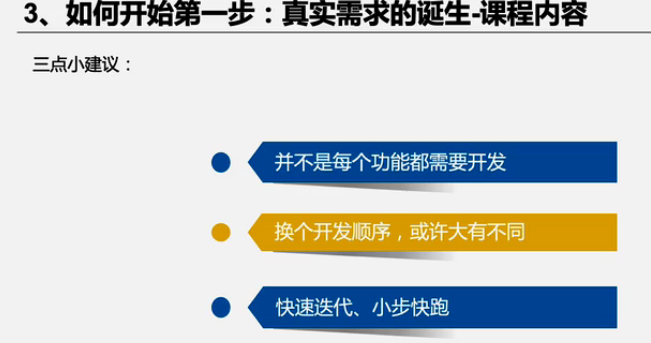 3、如何开始第一步：真实需求的诞生-课程内容
三点小建议：
并不是每个功能都需要开发
换个开发顺序，或许大有不同
快速迭代、小步快跑